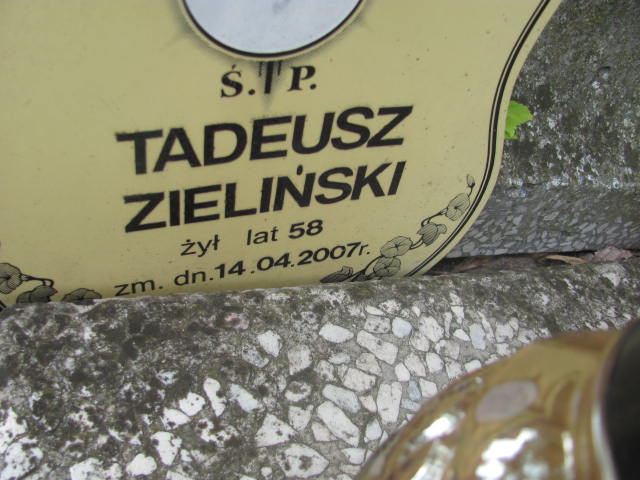 Ś.P.
TADEUSZ
ZIELIŃSKI
żył lat 58
zm. dn. 14.04.2007r.